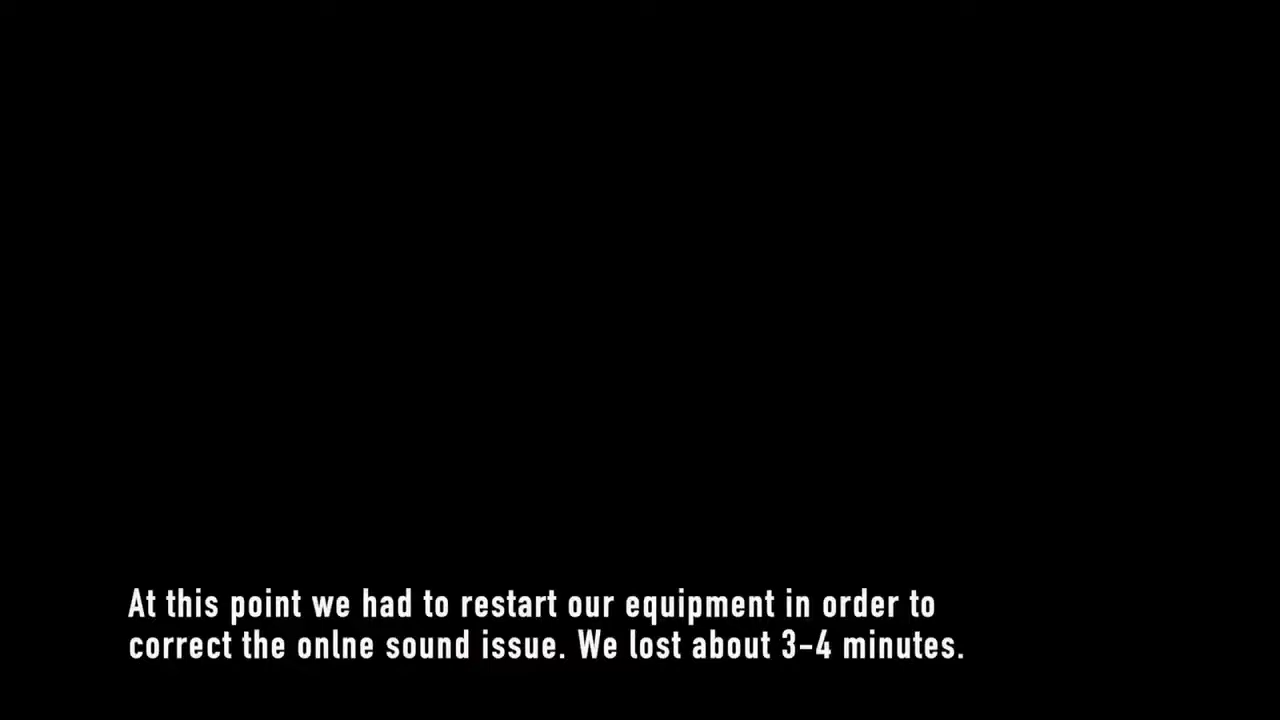 At this point we had to restart our equipment in order to
correct the onlne sound issue. We lost about 3-4 minutes.